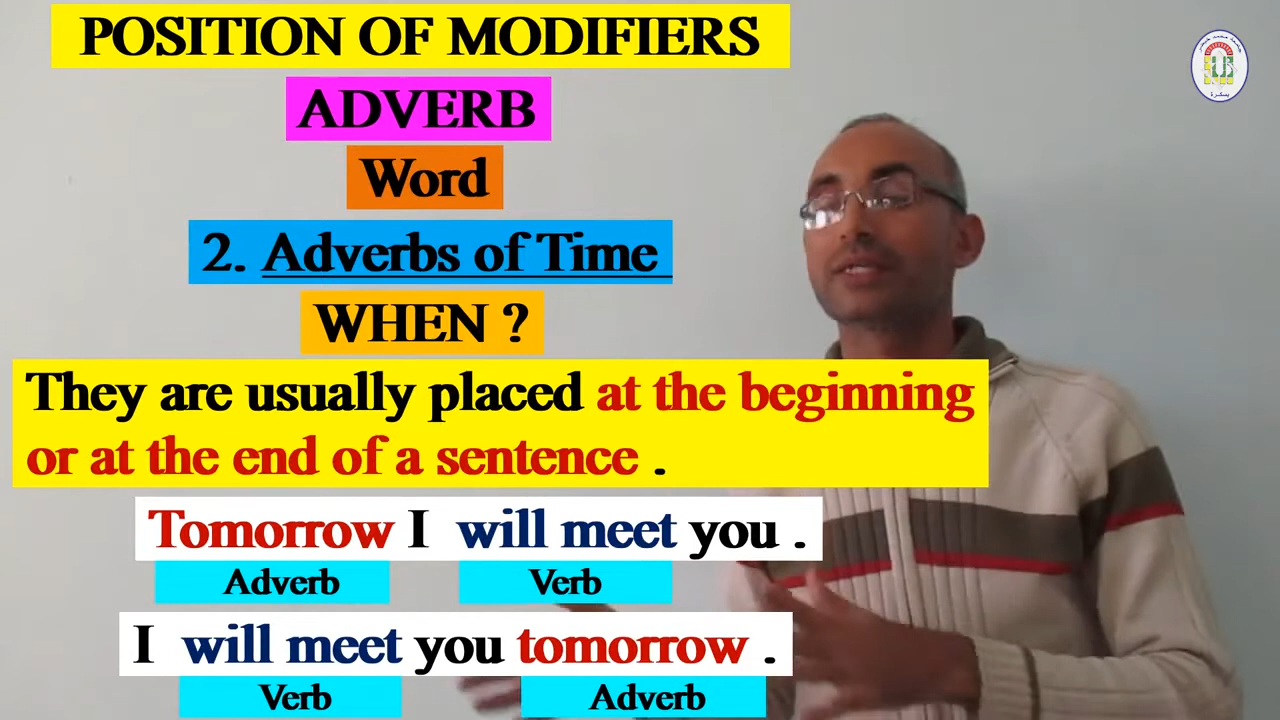 POSITION OF MODIFIERS
ADVERB
Word
2. Adverbs of Time
WHEN ?
They are usually placed at the beginning
or at the end of a sentence .
Tomorrow I will meet you .
Adverb Verb
I will meet you tomorrow .
Verb Adverb
بسكرة